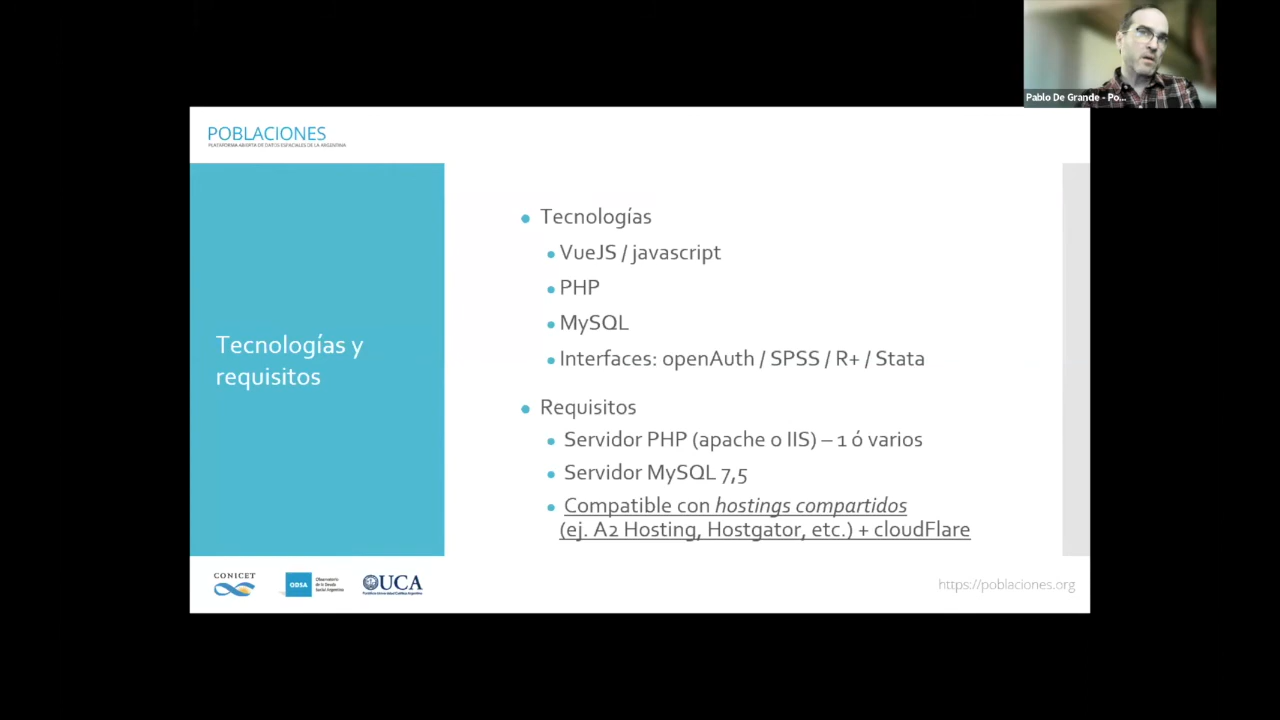 Pablo De Grande - Po...
POBLACIONES
PLATAFORMA ABIERTA DE DATOS ESPACIALES DE LA ARGENTINA
Tecnologías y
requisitos
• Tecnologías
• VueJS / javascript
• PHP
• MySQL
• Interfaces: openAuth / SPSS / R+ / Stata
• Requisitos
• Servidor PHP (apache o IIS) – 1 ó varios
• Servidor MySQL 7,5
• Compatible con hostings compartidos
(ej. A2 Hosting, Hostgator, etc.) + cloudFlare
CONICET
ODSA
Observatorio
de la Deuda
Social Argentina
UCA
Pontificia Universidad Católica Argentina
https://poblaciones.org